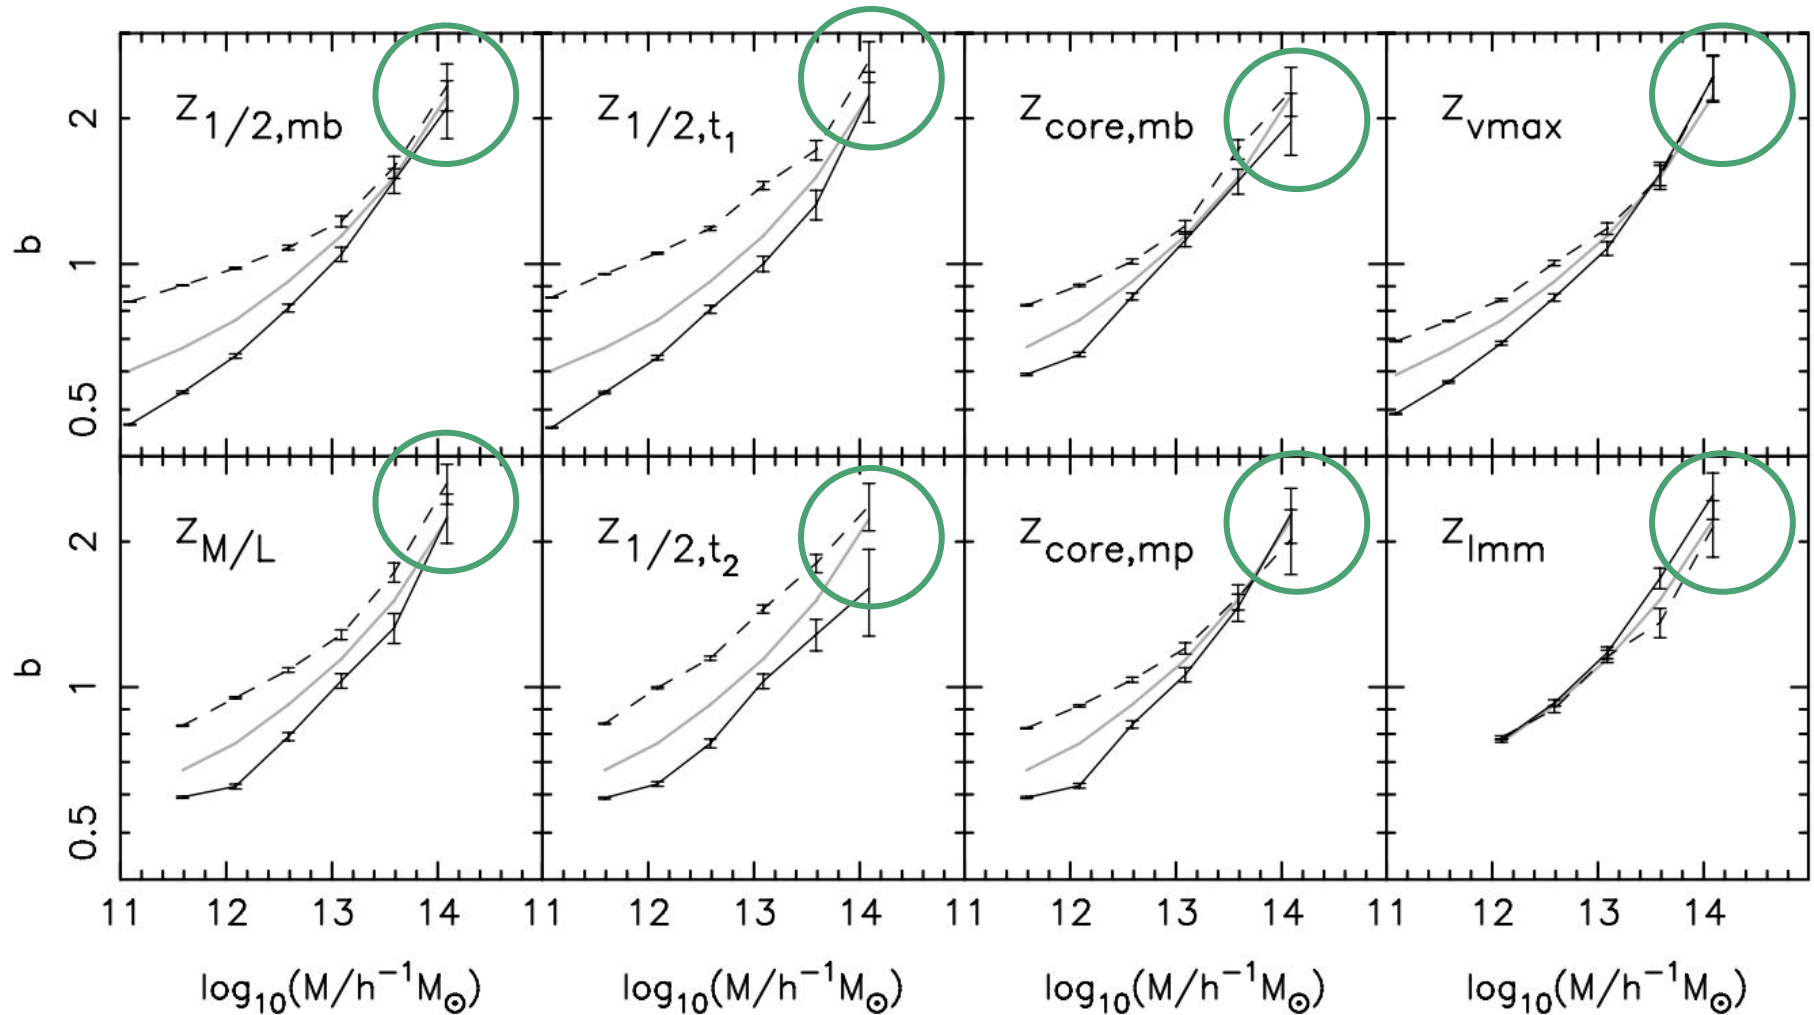 b
2
1
0.5
z1/2,mb
z1/2,t1
zcore,mb
zvmax
b
2
1
0.5
zM/L
z1/2,t2
zcore,mp
zlmm
11 12 13 14 11 12 13 14 11 12 13 14 11 12 13 14
log10(M/h−1M⊙) log10(M/h−1M⊙) log10(M/h−1M⊙) log10(M/h−1M⊙)